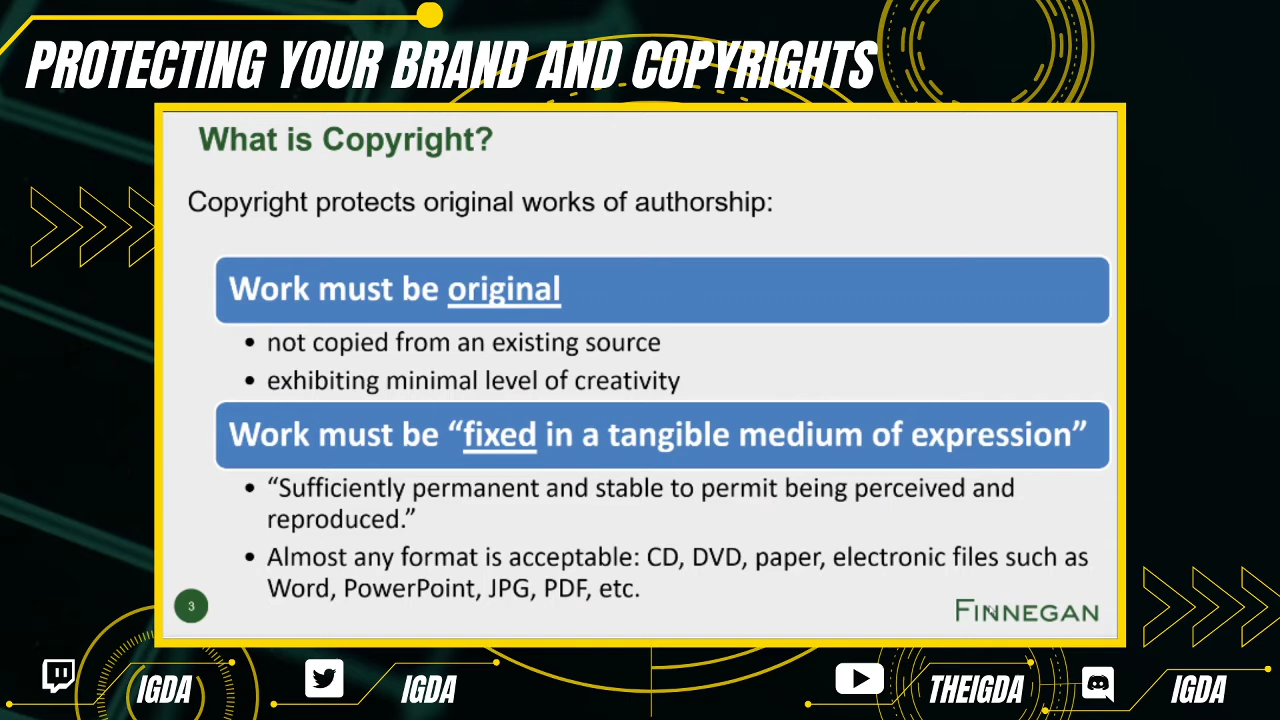 PROTECTING YOUR BRAND AND COPYRIGHTS
What is Copyright?
Copyright protects original works of authorship:
Work must be original
• not copied from an existing source
• exhibiting minimal level of creativity
Work must be “fixed in a tangible medium of expression”
• “Sufficiently permanent and stable to permit being perceived and
reproduced.”
• Almost any format is acceptable: CD, DVD, paper, electronic files such as
Word, PowerPoint, JPG, PDF, etc.
3
FINNEGAN
IGDA
IGDA
THEIGDA
IGDA